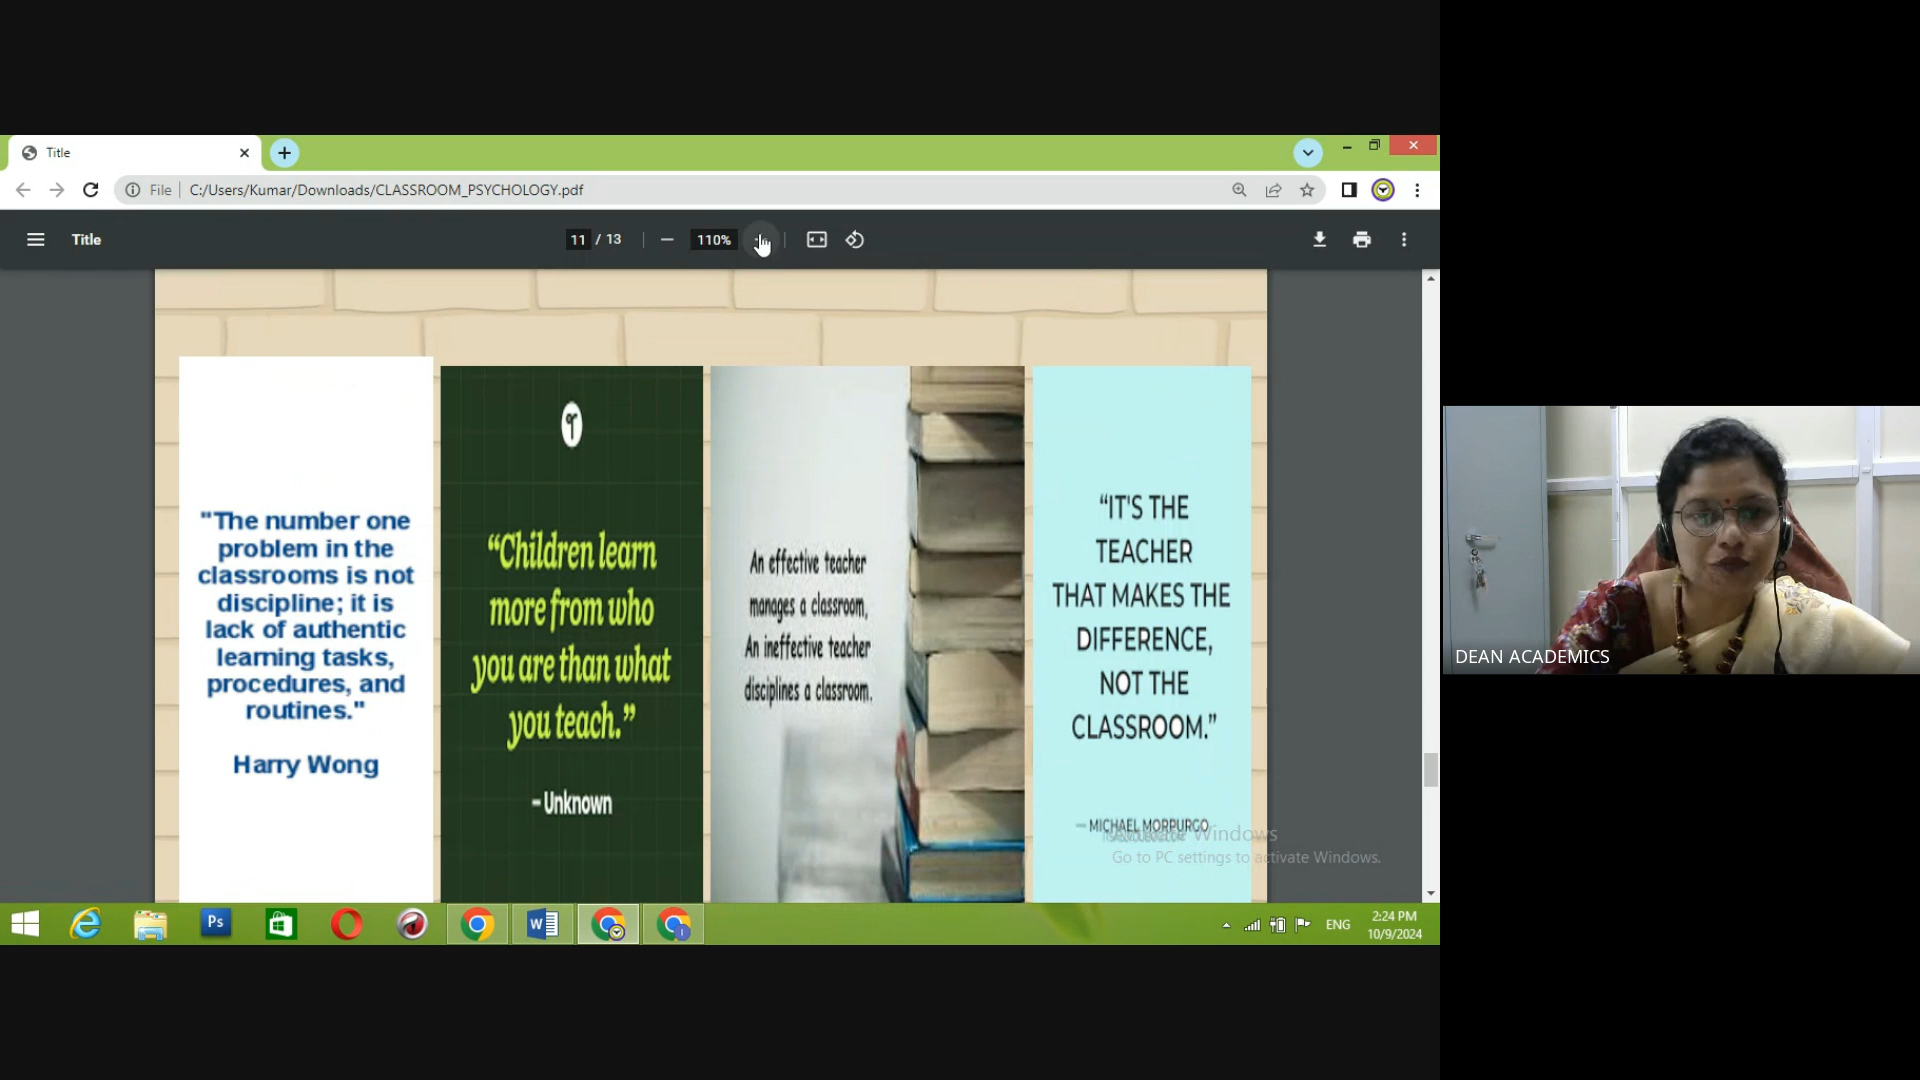 Title
File
C:/Users/Kumar/Downloads/CLASSROOM_PSYCHOLOGY.pdf
Title
11 / 13
110%
"The number one
problem in the
classrooms is not
discipline; it is
lack of authentic
learning tasks,
procedures, and
routines."
Harry Wong
“Children learn
more from who
you are than what
you teach.”
– Unknown
An effective teacher
manages a classroom,
An ineffective teacher
disciplines a classroom.
“IT'S THE
TEACHER
THAT MAKES THE
DIFFERENCE,
NOT THE
CLASSROOM.”
— MICHAEL MORPURGO
Activate Windows
Go to PC settings to activate Windows.
DEAN ACADEMICS
Ps
W
ENG
2:24 PM
10/9/2024